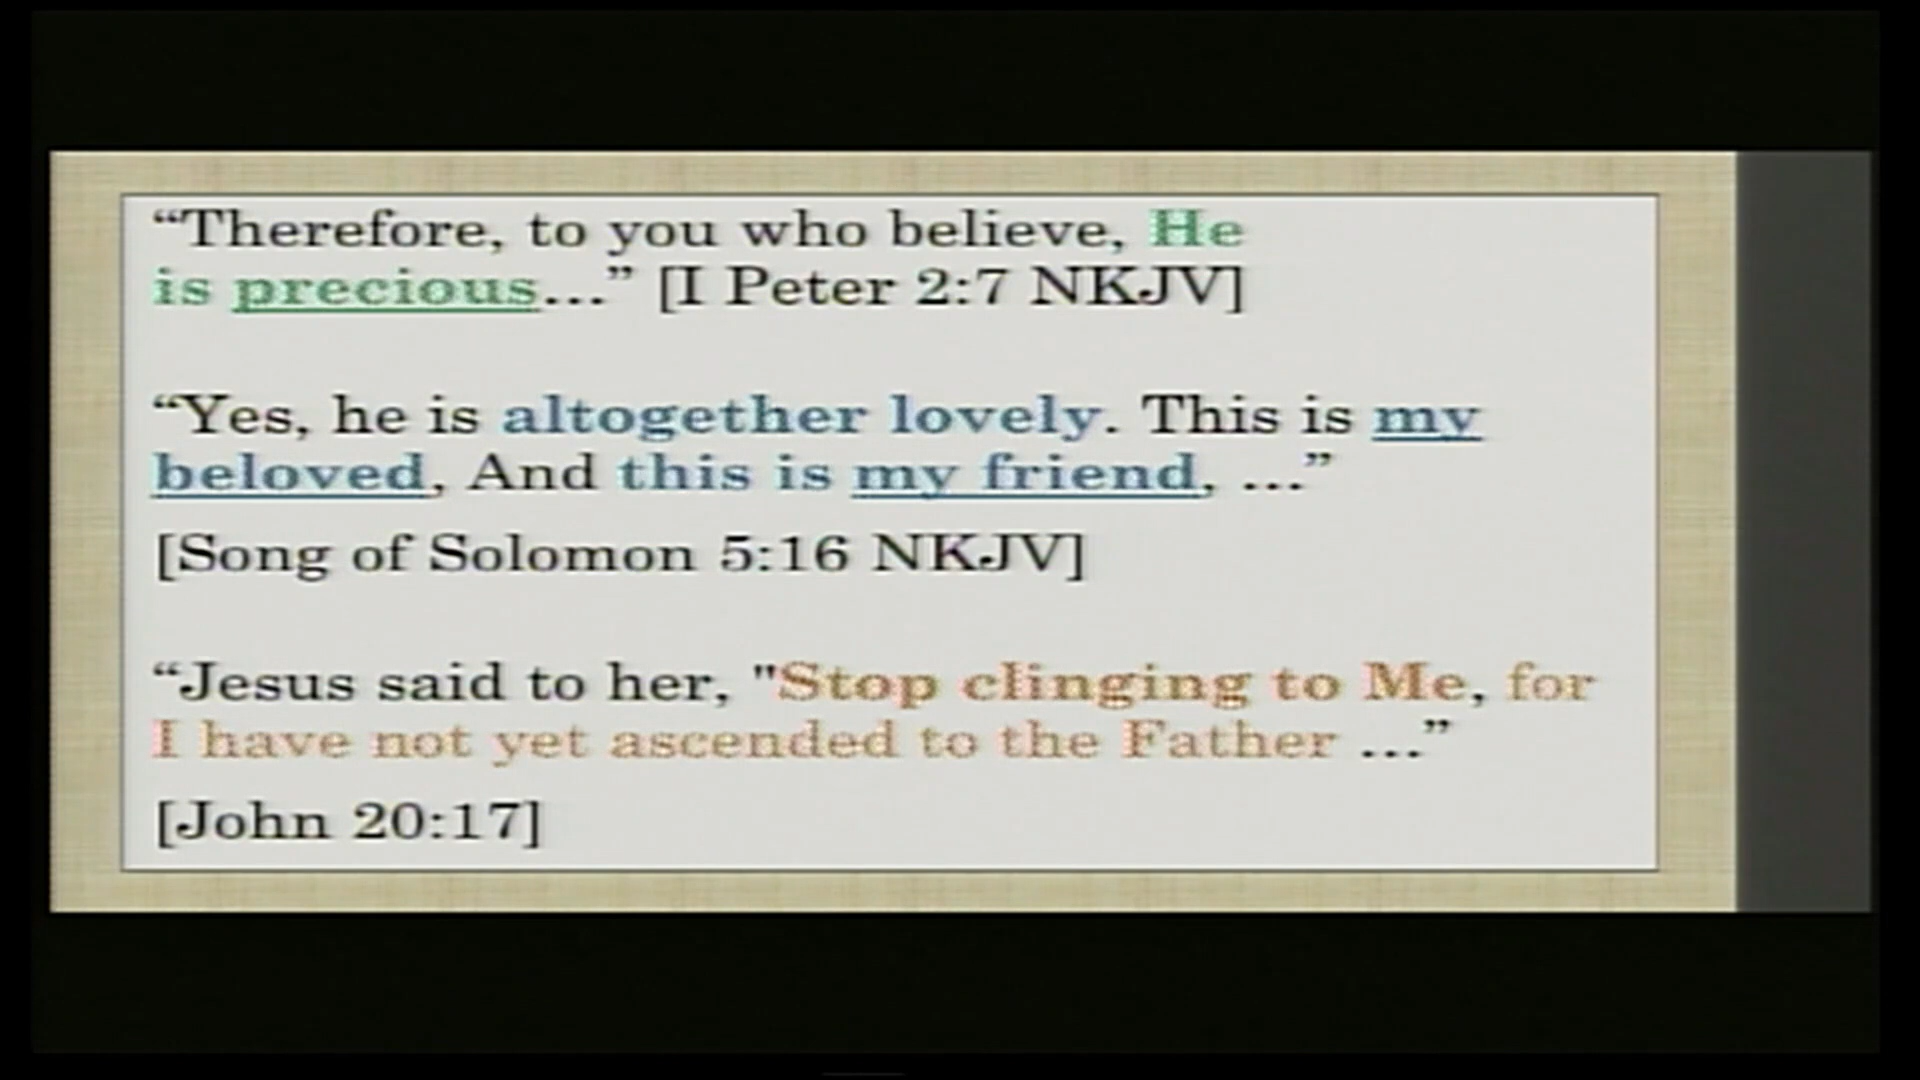 “Therefore, to you who believe, He
is precious...” [I Peter 2:7 NKJV]
“Yes, he is altogether lovely. This is my
beloved, And this is my friend, ...”
[Song of Solomon 5:16 NKJV]
“Jesus said to her, "Stop clinging to Me, for
I have not yet ascended to the Father ...”
[John 20:17]